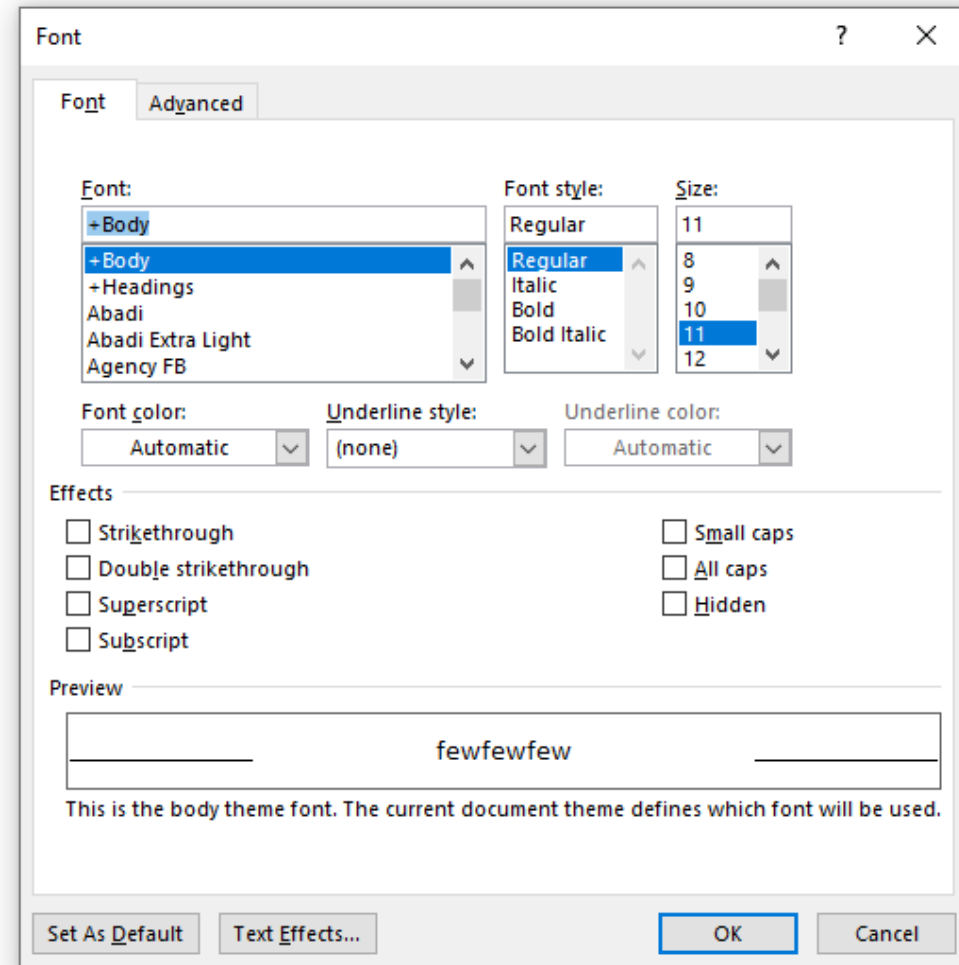 Font ?
Font Advanced
Font: Font style: Size:
+Body Regular 11
+Body Regular 8
+Headings Italic 9
Abadi Bold 10
Abadi Extra Light Bold Italic 11
Agency FB 12
Font color: Underline style: Underline color:
Automatic (none) Automatic
Effects
Strikethrough Small caps
Double strikethrough All caps
Superscript Hidden
Subscript
Preview
fewfewfew
This is the body theme font. The current document theme defines which font will be used.
Set As Default Text Effects... OK Cancel